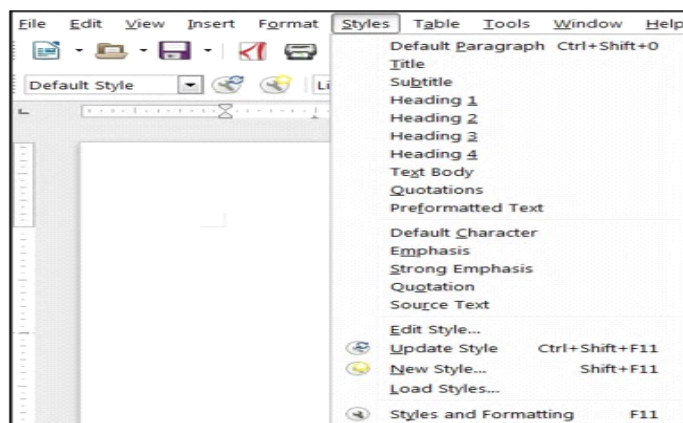 File Edit View Insert Format Styles Table Tools Window Help
Default Paragraph Ctrl+Shift+0
Title
Default Style Li
Subtitle
Heading 1
Heading 2
Heading 3
Heading 4
Text Body
Quotations
Preformatted Text
Default Character
Emphasis
Strong Emphasis
Quotation
Source Text
Edit Style...
Update Style Ctrl+Shift+F11
New Style... Shift+F11
Load Styles...
Styles and Formatting F11